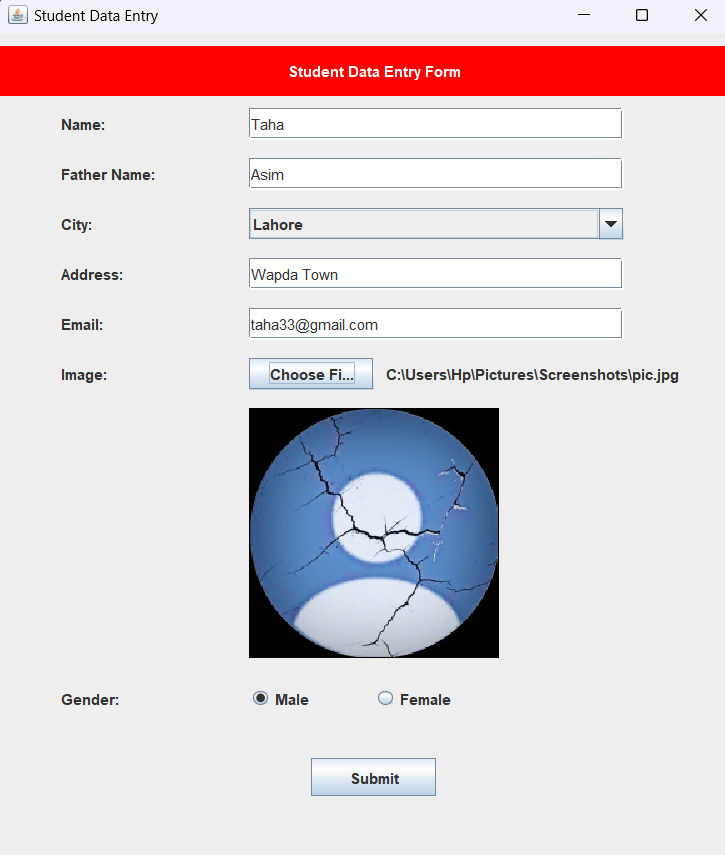 Student Data Entry
Student Data Entry Form
Name: Taha
Father Name: Asim
City: Lahore
Address: Wapda Town
Email: taha33@gmail.com
Image: Choose Fi... C:\Users\Hp\Pictures\Screenshots\pic.jpg
Gender: Male Female
Submit